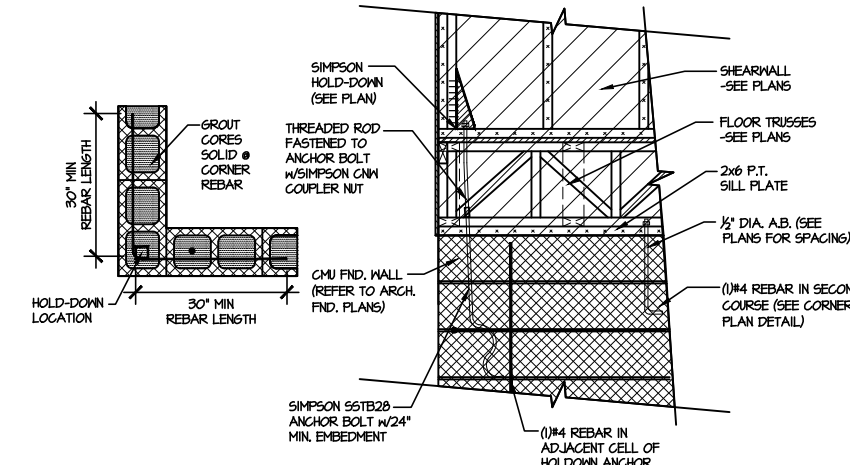 GROUT
CORES
SOLID @
CORNER
REBAR
30" MIN
REBAR LENGTH
HOLD-DOWN
LOCATION
30" MIN
REBAR LENGTH
SIMPSON
HOLD-DOWN
(SEE PLAN)
THREADED ROD
FASTENED TO
ANCHOR BOLT
w/SIMPSON CNW
COUPLER NUT
CMU FND. WALL
(REFER TO ARCH.
FND. PLANS)
SIMPSON SSTB28
ANCHOR BOLT w/24"
MIN. EMBEDMENT
SHEARWALL
-SEE PLANS
FLOOR TRUSSES
-SEE PLANS
2x6 P.T.
SILL PLATE
½" DIA. A.B. (SEE
PLANS FOR SPACING)
(1)#4 REBAR IN SECON
COURSE (SEE CORNER
PLAN DETAIL)
(1)#4 REBAR IN
ADJACENT CELL OF
HOLDOWN ANCHOR